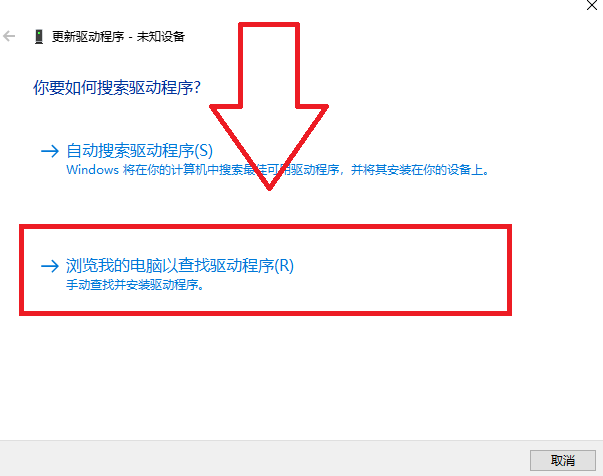 更新驱动程序 - 未知设备
你要如何搜索驱动程序?
自动搜索驱动程序(S)
Windows 将在你的计算机中搜索最佳可用驱动程序，并将其安装在你的设备上。
浏览我的电脑以查找驱动程序(R)
手动查找并安装驱动程序。
取消